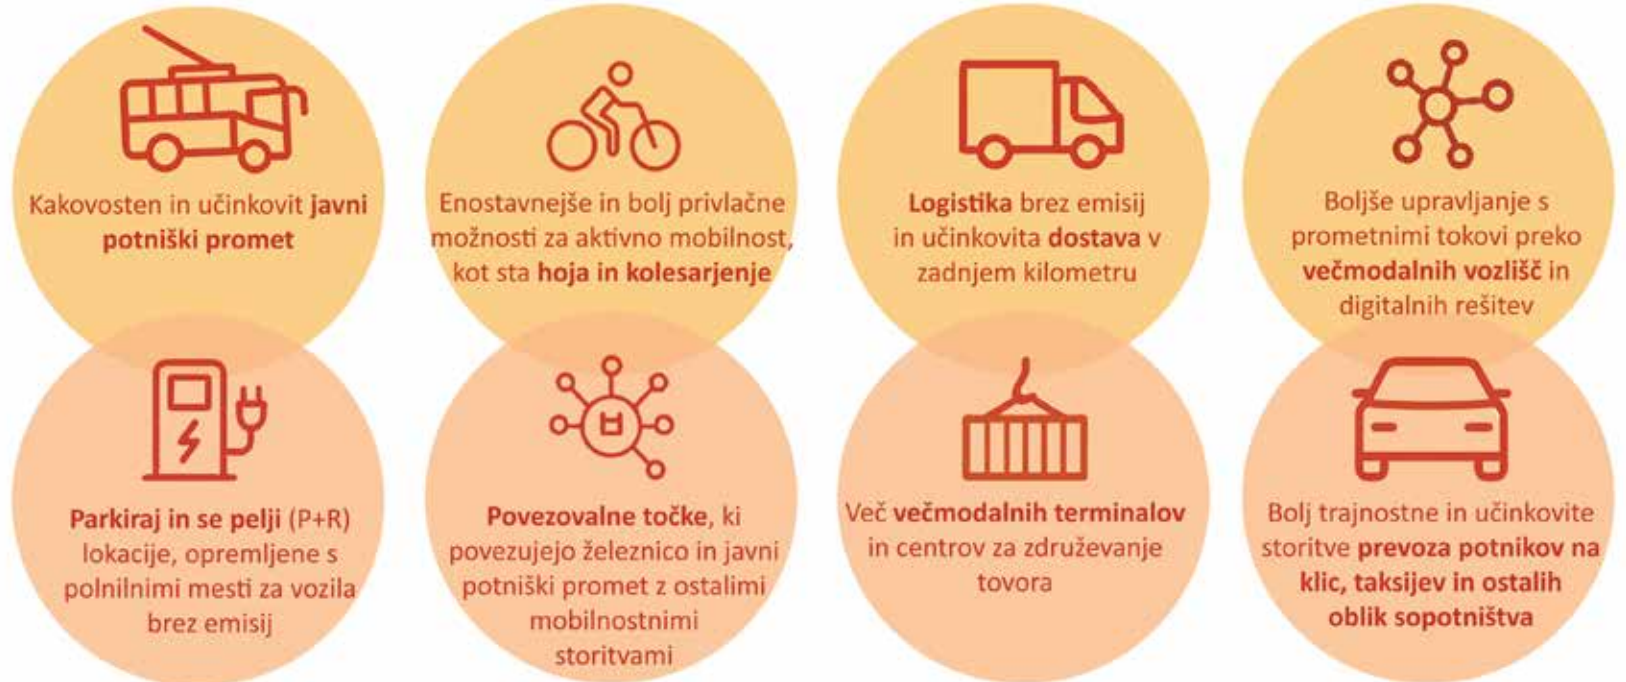 Kakovosten in učinkovit javni
potniški promet
Enostavnejše in bolj privlačne
možnosti za aktivno mobilnost,
kot sta hoja in kolesarjenje
Logistika brez emisij
in učinkovita dostava v
zadnjem kilometru
Boljše upravljanje s
prometnimi tokovi preko
večmodalnih vozlišč in
digitalnih rešitev
Parkiraj in se pelji (P+R)
lokacije, opremljene s
polnilnimi mesti za vozila
brez emisij
Povezovalne točke, ki
povezujejo železnico in javni
potniški promet z ostalimi
mobilnostnimi
storitvami
Več večmodalnih terminalov
in centrov za združevanje
tovora
Bolj trajnostne in učinkovite
storitve prevoza potnikov na
klic, taksijev in ostalih
oblik sopotništva